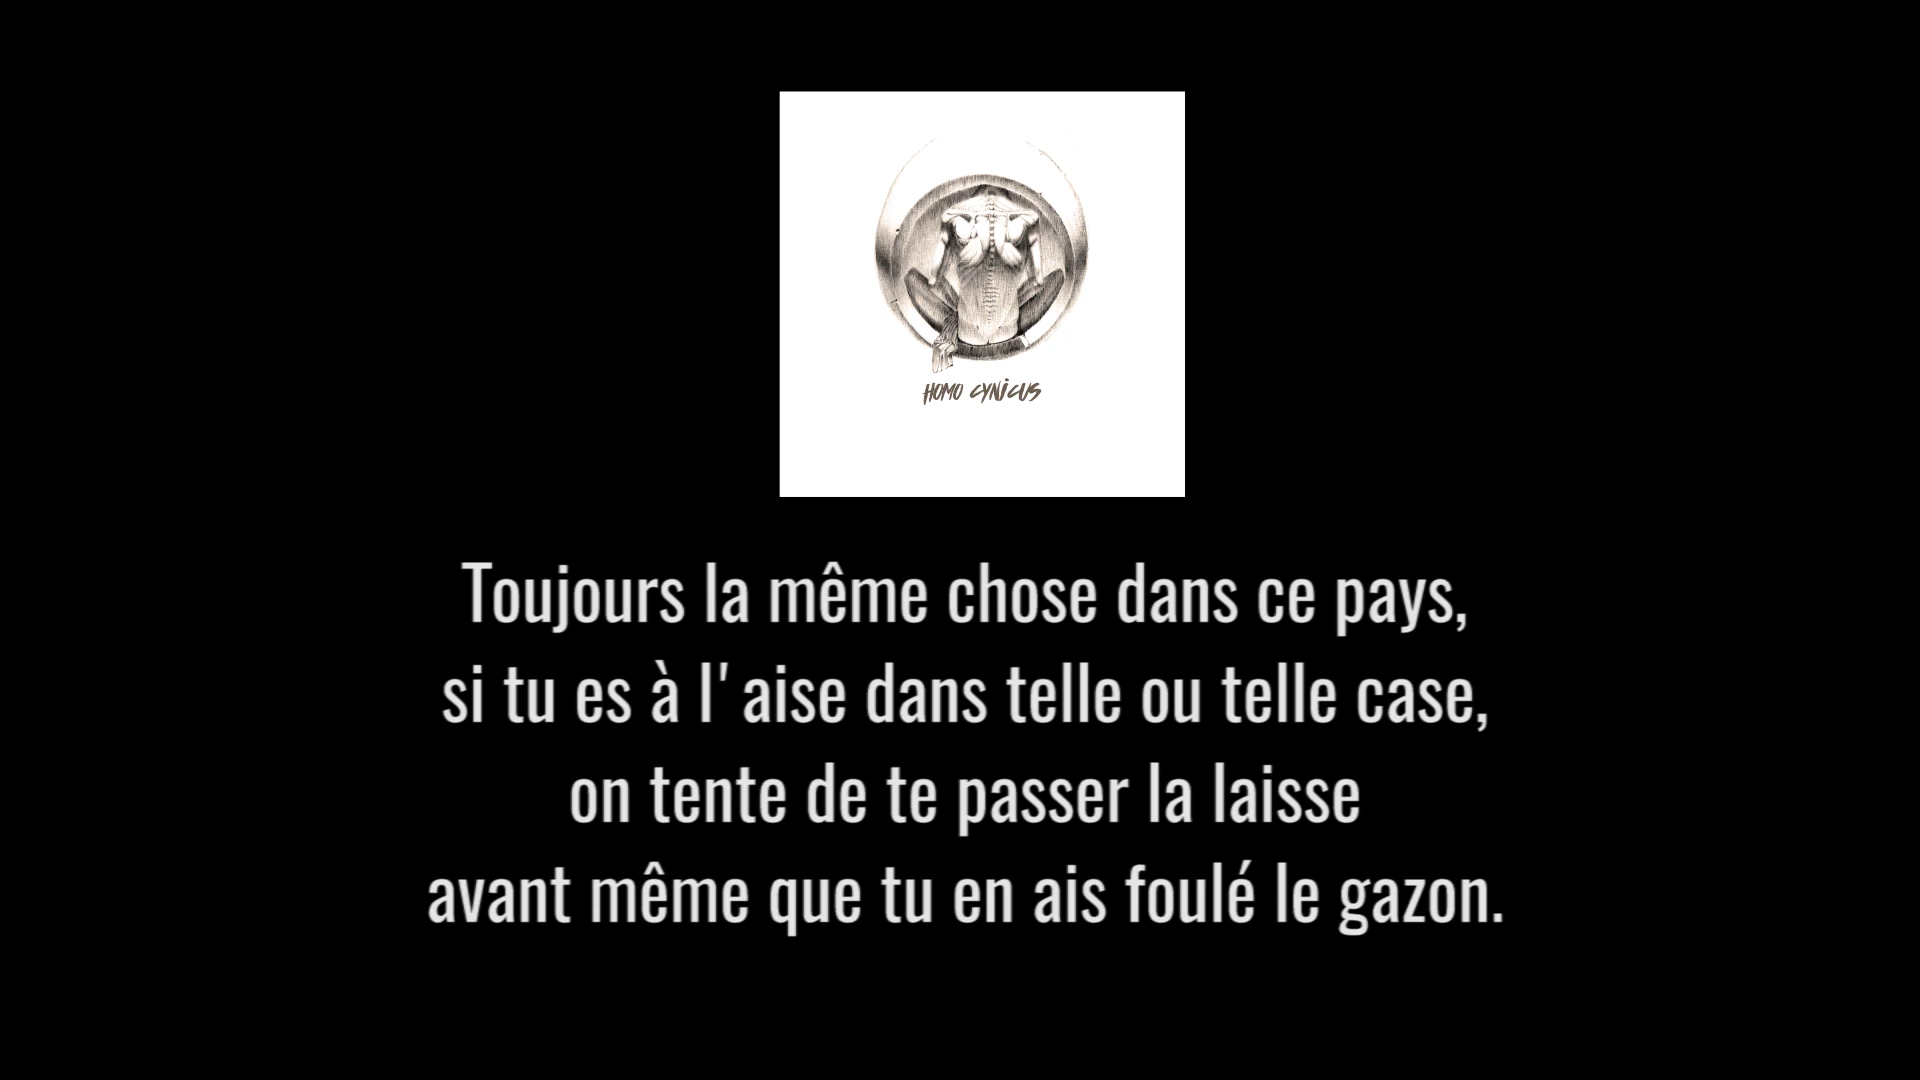 HOMO CYNICUS
Toujours la même chose dans ce pays,
si tu es à l'aise dans telle ou telle case,
on tente de te passer la laisse
avant même que tu en ais foulé le gazon.